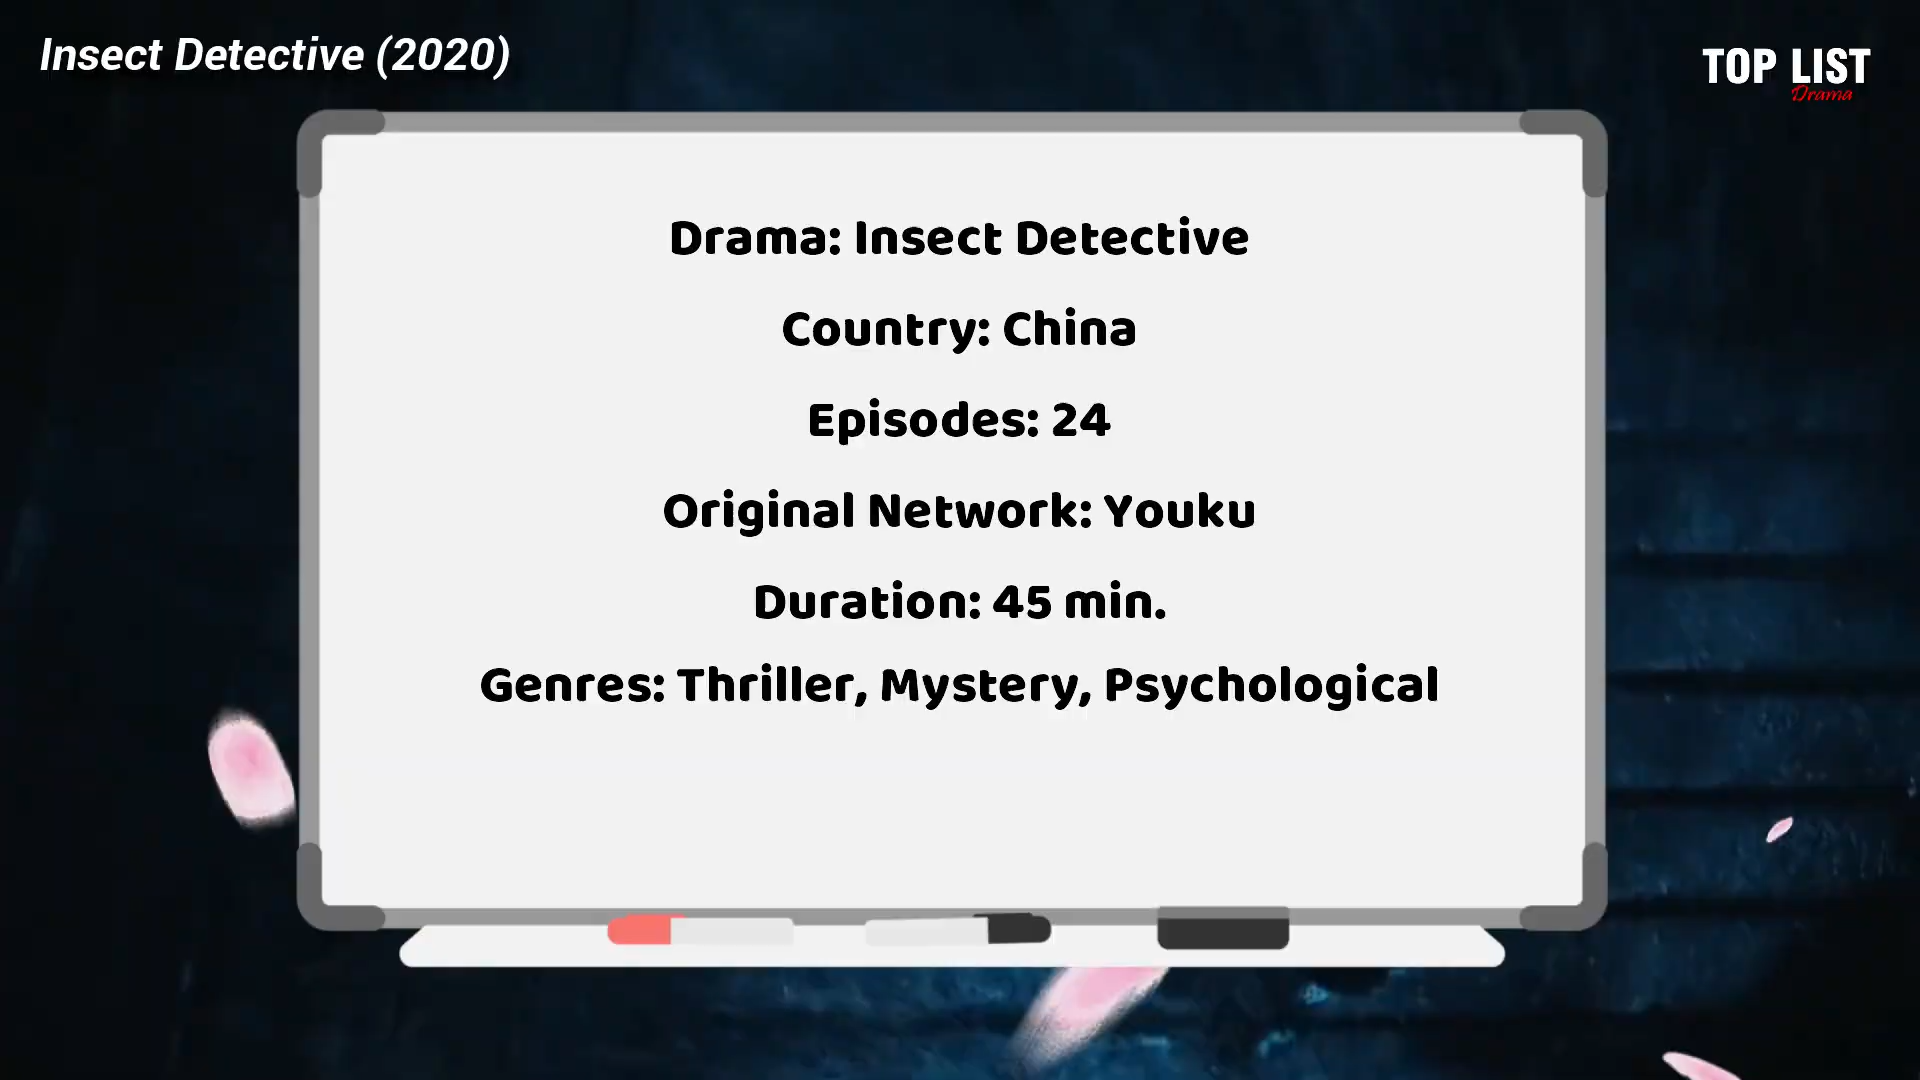 Insect Detective (2020)
TOP LIST
Drama
Drama: Insect Detective
Country: China
Episodes: 24
Original Network: Youku
Duration: 45 min.
Genres: Thriller, Mystery, Psychological